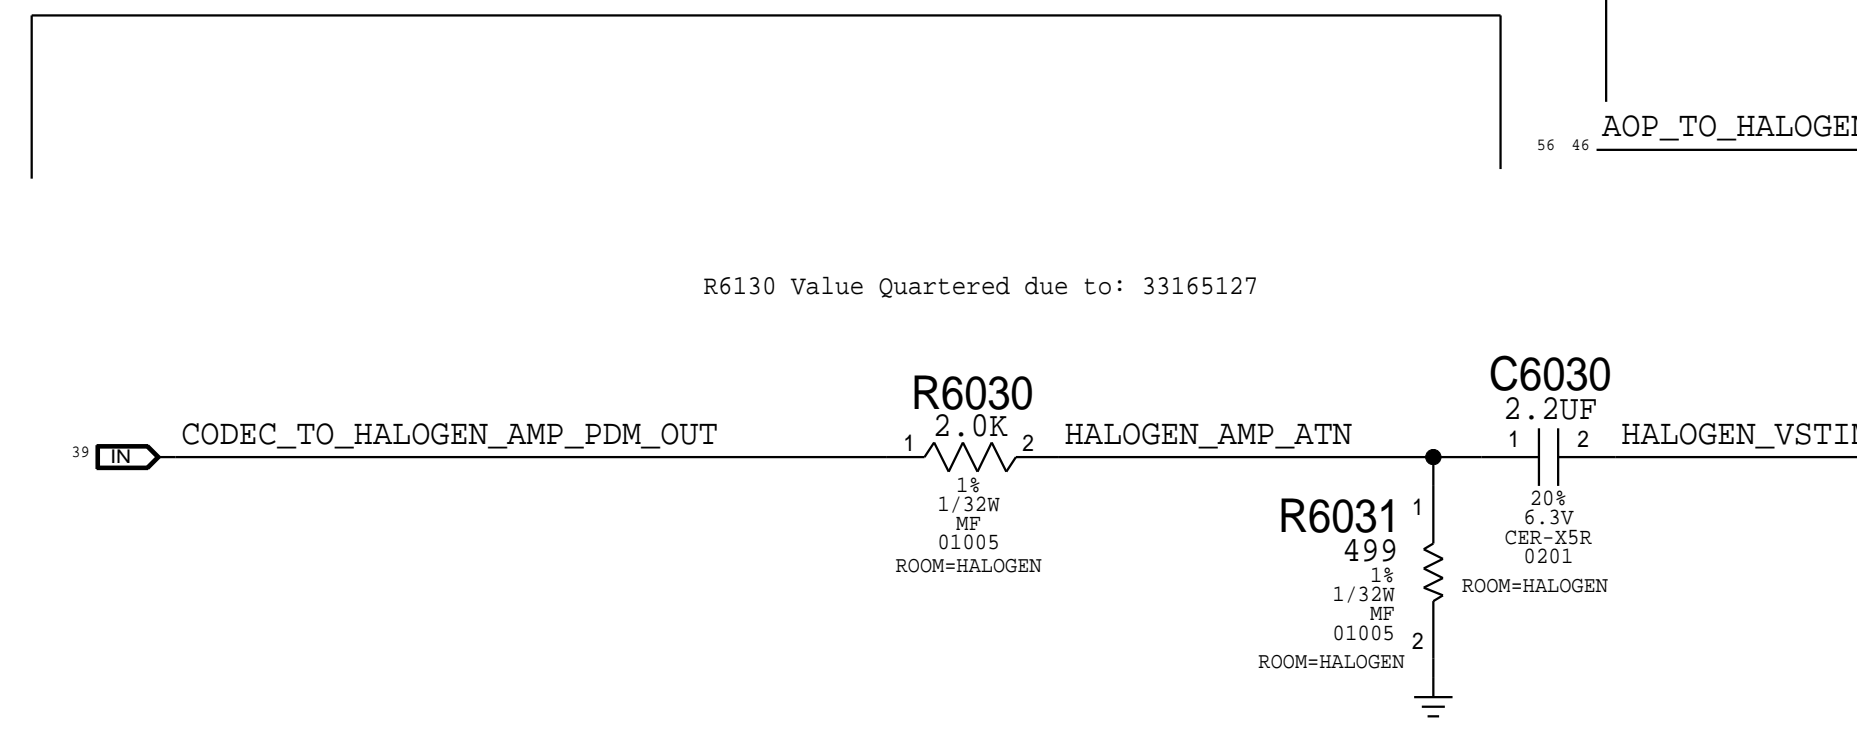 AOP_TO_HALOGEN
56 46
R6130 Value Quartered due to: 33165127
39 IN CODEC_TO_HALOGEN_AMP_PDM_OUT
R6030
2.0K
1 2
1%
1/32W
MF
01005
ROOM=HALOGEN
HALOGEN_AMP_ATN
C6030
2.2UF
1 2
20%
6.3V
CER-X5R
0201
ROOM=HALOGEN
HALOGEN_VSTIN
R6031 1
499
1%
1/32W
MF
01005 2
ROOM=HALOGEN